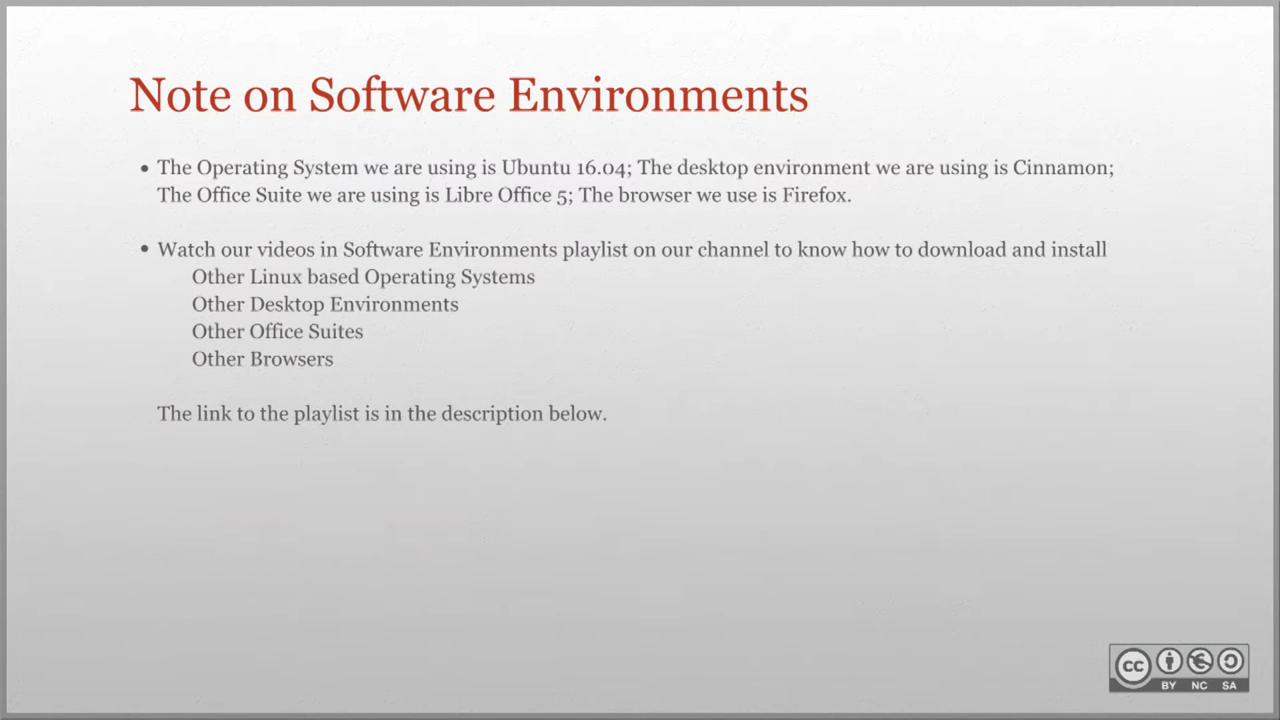 Note on Software Environments
• The Operating System we are using is Ubuntu 16.04; The desktop environment we are using is Cinnamon;
The Office Suite we are using is Libre Office 5; The browser we use is Firefox.
• Watch our videos in Software Environments playlist on our channel to know how to download and install
Other Linux based Operating Systems
Other Desktop Environments
Other Office Suites
Other Browsers
The link to the playlist is in the description below.
cc
BY NC SA